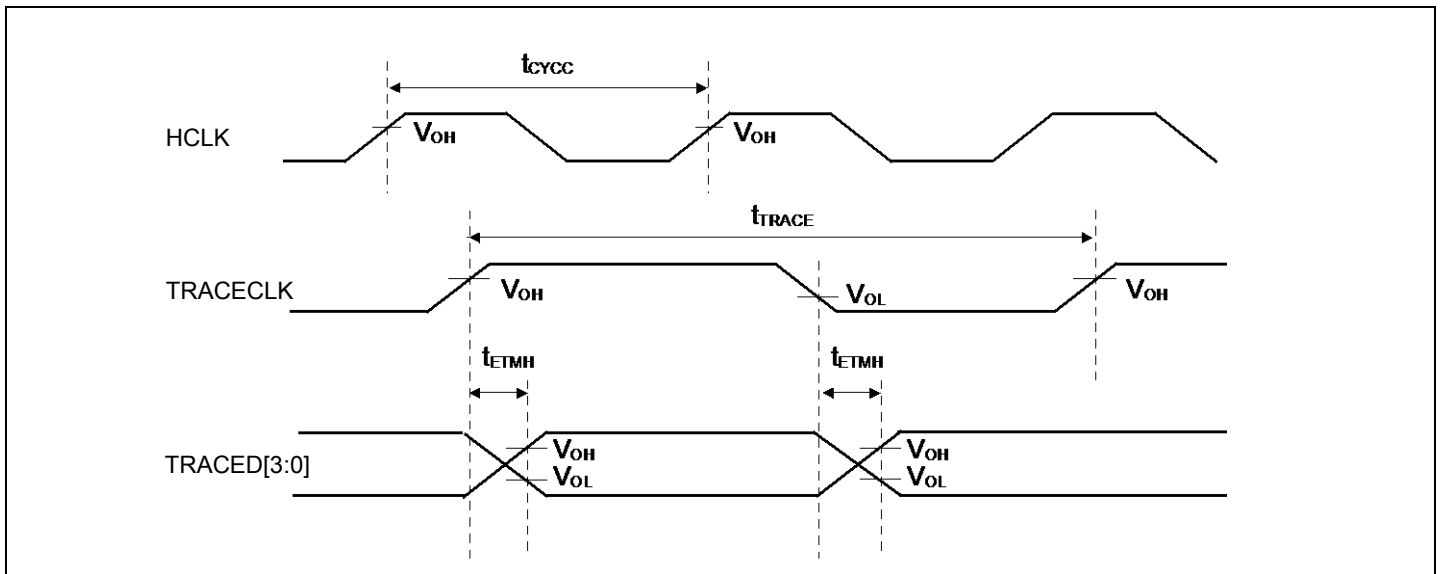 tCYCC
HCLK
VOH
VOH
tTRACE
TRACECLK
VOH
VOL
VOH
tETMH
tETMH
TRACED[3:0]
VOH
VOL
VOH
VOL